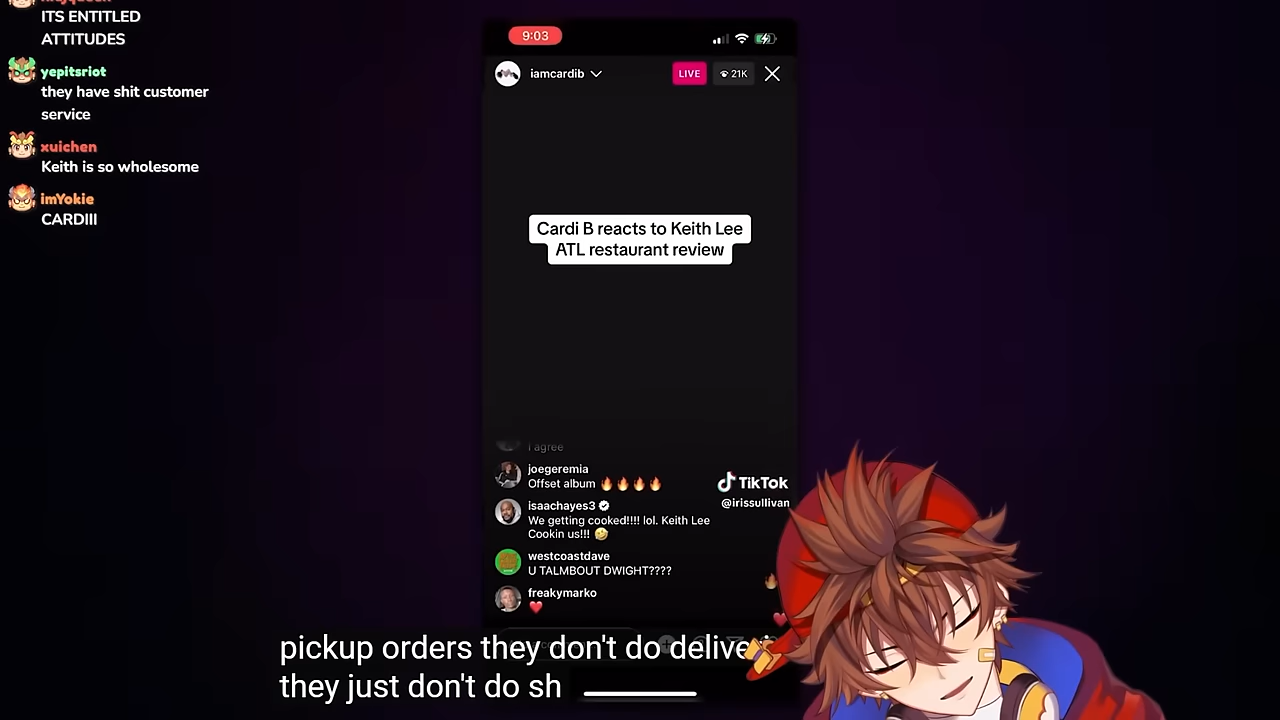 ITS ENTITLED
ATTITUDES
yepitsriot
they have shit customer
service
xuichen
Keith is so wholesome
imYokie
CARDIII
9:03
iamcardib
LIVE
21K
Cardi B reacts to Keith Lee
ATL restaurant review
I agree
joegeremia
Offset album 🔥🔥🔥🔥
isaachayes3
We getting cooked!!!! lol. Keith Lee
Cookin us!!! 🤣
westcoastdave
U TALMBOUT DWIGHT????
freakymarko
❤️
TikTok
@irissullivan
pickup orders they don't do
they just don't do sh